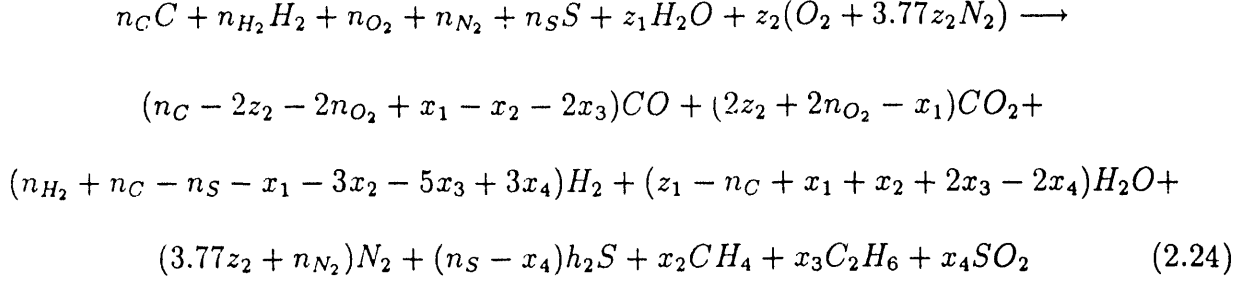 n_C C + n_{H_2} H_2 + n_{O_2} + n_{N_2} + n_S S + z_1 H_2O + z_2(O_2 + 3.77z_2N_2) ⟶
(n_C − 2z_2 − 2n_{O_2} + x_1 − x_2 − 2x_3)CO + (2z_2 + 2n_{O_2} − x_1)CO_2+
(n_{H_2} + n_C − n_S − x_1 − 3x_2 − 5x_3 + 3x_4)H_2 + (z_1 − n_C + x_1 + x_2 + 2x_3 − 2x_4)H_2O+
(3.77z_2 + n_{N_2})N_2 + (n_S − x_4)h_2S + x_2CH_4 + x_3C_2H_6 + x_4SO_2 (2.24)